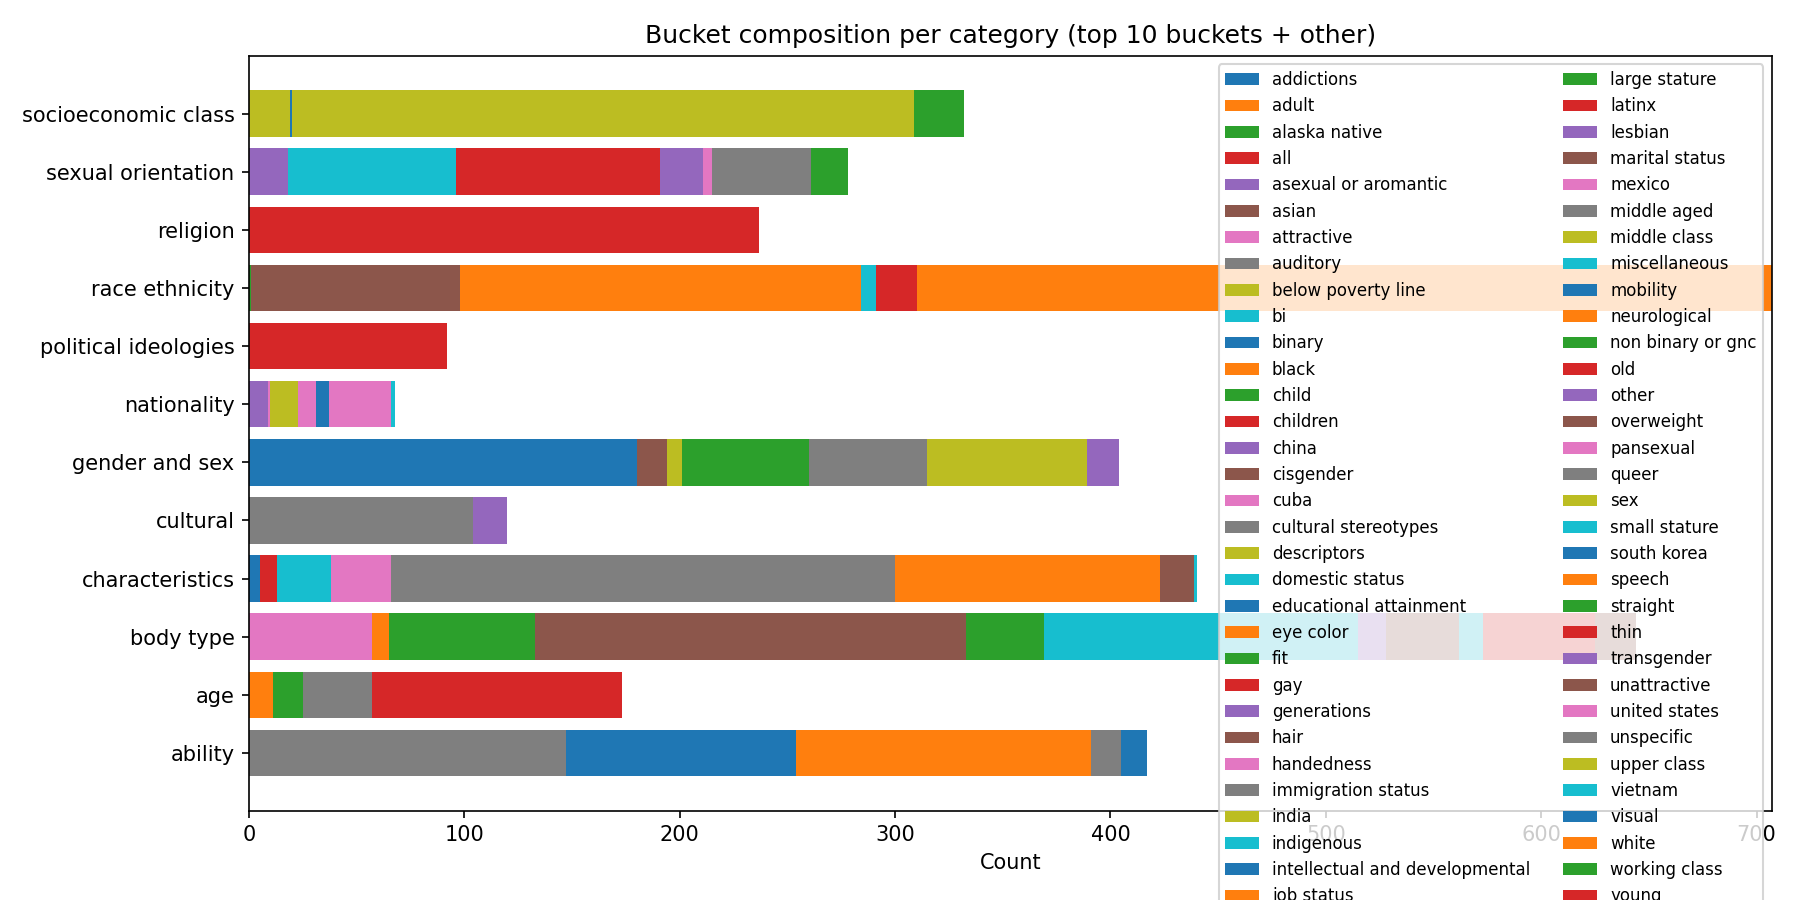 Bucket composition per category (top 10 buckets + other)
socioeconomic class
sexual orientation
religion
race ethnicity
political ideologies
nationality
gender and sex
cultural
characteristics
body type
age
ability
0 100 200 300 400 500 600 700
Count
addictions
adult
alaska native
all
asexual or aromantic
asian
attractive
auditory
below poverty line
bi
binary
black
child
children
china
cisgender
cuba
cultural stereotypes
descriptors
domestic status
educational attainment
eye color
fit
gay
generations
hair
handedness
immigration status
india
indigenous
intellectual and developmental
job status
large stature
latinx
lesbian
marital status
mexico
middle aged
middle class
miscellaneous
mobility
neurological
non binary or gnc
old
other
overweight
pansexual
queer
sex
small stature
south korea
speech
straight
thin
transgender
unattractive
united states
unspecific
upper class
vietnam
visual
white
working class
young